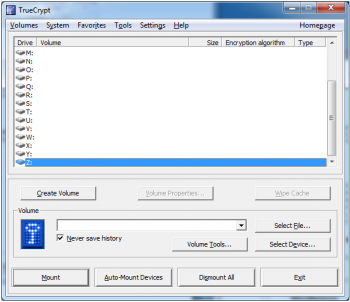 TrueCrypt
Volumes System Favorites Tools Settings Help Homepage
Drive Volume Size Encryption algorithm Type
M:
N:
O:
P:
Q:
R:
S:
T:
U:
V:
W:
X:
Y:
Z:
Create Volume Volume Properties... Wipe Cache
Volume
Select File...
Never save history
Volume Tools... Select Device...
Mount Auto-Mount Devices Dismount All Exit